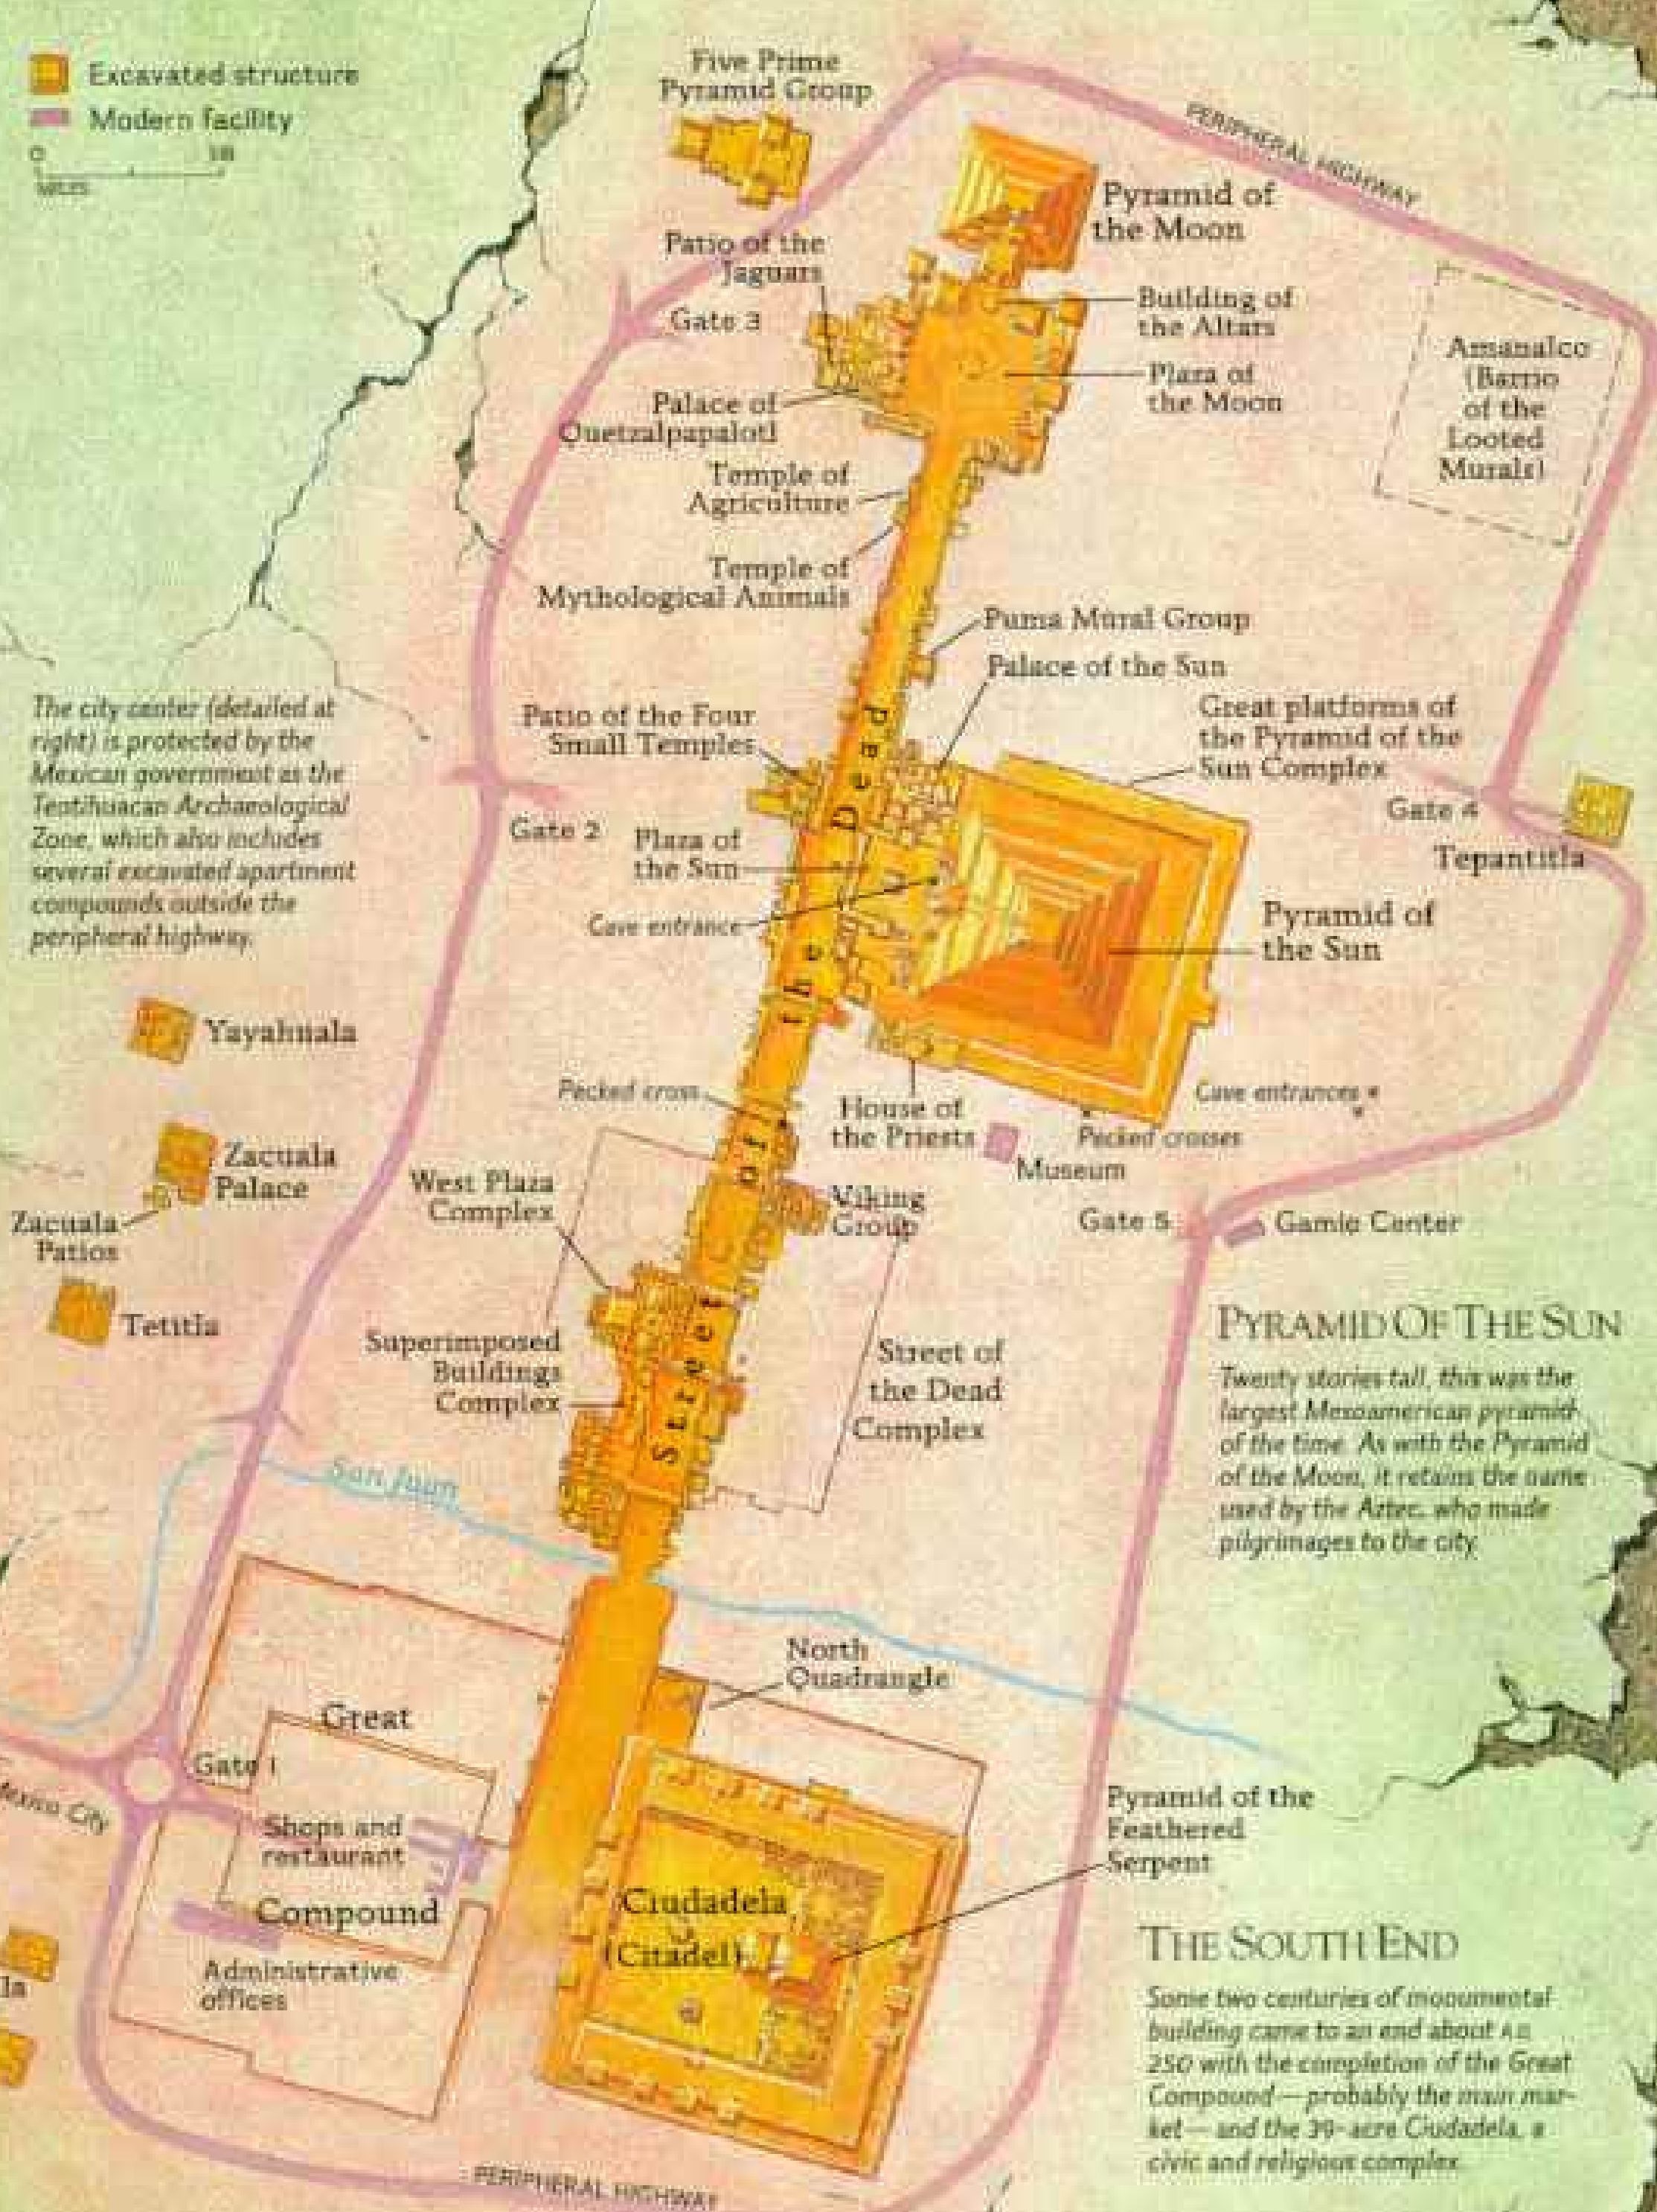 Excavated structure
Modern facility
0
MILES
Five Prime
Pyramid Group
PERIPHERAL HIGHWAY
Pyramid of
the Moon
Patio of the
Jaguars
Gate 3
Building of
the Altars
Plaza of
the Moon
Amanalco
(Barrio
of the
Looted
Murals)
Palace of
Quetzalpapalotl
Temple of
Agriculture
Temple of
Mythological Animals
Puma Mural Group
Palace of the Sun
Great platforms of
the Pyramid of the
Sun Complex
Patio of the Four
Small Temples
The city center (detailed at
right) is protected by the
Mexican government as the
Teotihuacan Archaeological
Zone, which also includes
several excavated apartment
compounds outside the
peripheral highway.
Gate 2
Plaza of
the Sun
Cave entrance
Gate 4
Tepantitla
Pyramid of
the Sun
Street of the Dead
Yayahuala
Pecked cross
House of
the Priests
Cave entrances
Pecked crosses
Museum
Zacuala
Palace
Zacuala
Patios
West Plaza
Complex
Viking
Group
Gate 5
Gamio Center
Tetitla
Superimposed
Buildings
Complex
Street of
the Dead
Complex
PYRAMID OF THE SUN
Twenty stories tall, this was the
largest Mesoamerican pyramid
of the time. As with the Pyramid
of the Moon, it retains the name
used by the Aztec, who made
pilgrimages to the city.
San Juan
North
Quadrangle
Great
Gate 1
Mexico City
Shops and
restaurant
Compound
Administrative
offices
Ciudadela
(Citadel)
Pyramid of the
Feathered
Serpent
la
THE SOUTH END
Some two centuries of monumental
building came to an end about A.D.
250 with the completion of the Great
Compound—probably the main mar-
ket—and the 39-acre Ciudadela, a
civic and religious complex.
PERIPHERAL HIGHWAY